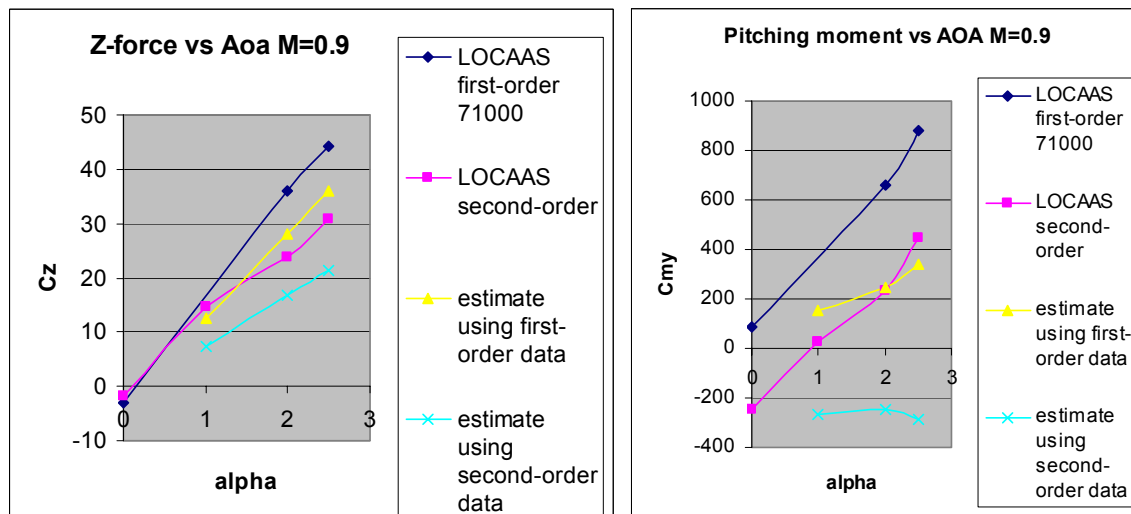 Z-force vs Aoa M=0.9
50
40
30
20
10
0
-10
0
1
2
3
Cz
alpha
LOCAAS
first-order
71000
LOCAAS
second-order
estimate
using first-
order data
estimate
using
second-order
data
Pitching moment vs AOA M=0.9
1000
800
600
400
200
0
-200
-400
0
1
2
3
Cmy
alpha
LOCAAS
first-order
71000
LOCAAS
second-
order
estimate
using first-
order data
estimate
using
second-
order data